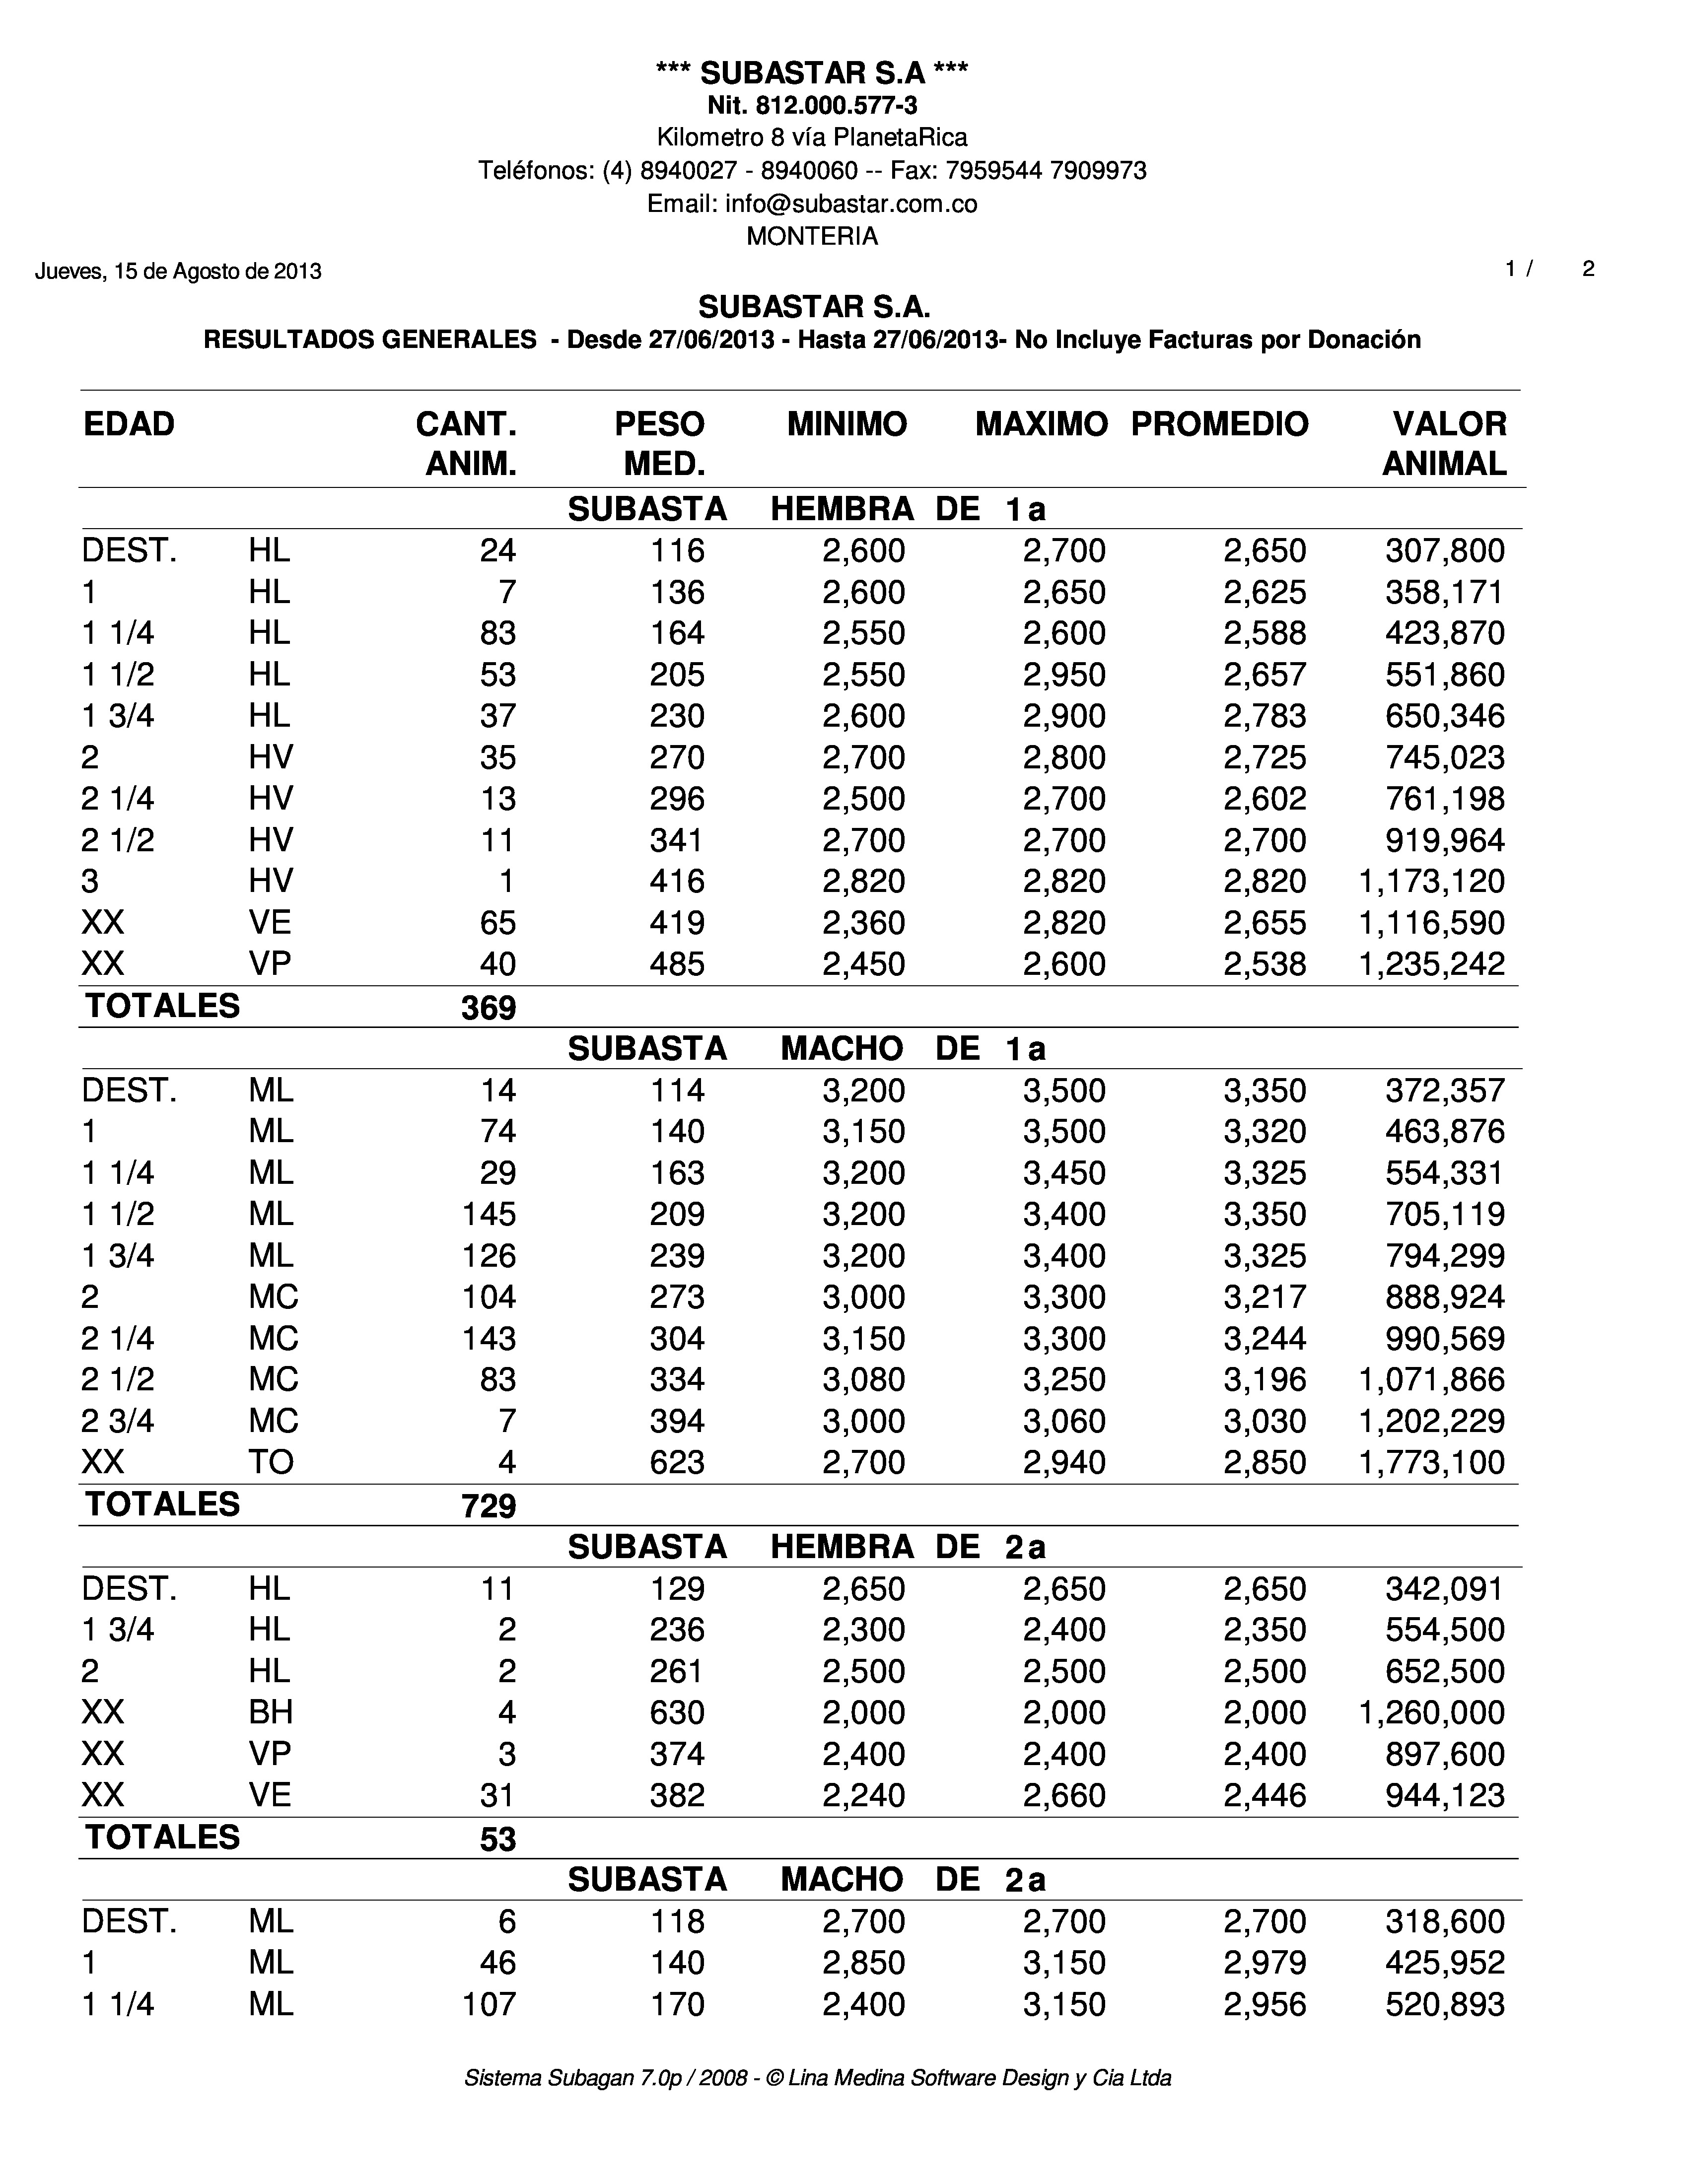 *** SUBASTAR S.A ***
Nit. 812.000.577-3
Kilometro 8 vía PlanetaRica
Teléfonos: (4) 8940027 - 8940060 -- Fax: 7959544 7909973
Email: info@subastar.com.co
MONTERIA
Jueves, 15 de Agosto de 2013 1 / 2
SUBASTAR S.A.
RESULTADOS GENERALES - Desde 27/06/2013 - Hasta 27/06/2013- No Incluye Facturas por Donación
EDAD CANT. PESO MINIMO MAXIMO PROMEDIO VALOR
ANIM. MED. ANIMAL
SUBASTA HEMBRA DE 1a
DEST. HL 24 116 2,600 2,700 2,650 307,800
1 HL 7 136 2,600 2,650 2,625 358,171
1 1/4 HL 83 164 2,550 2,600 2,588 423,870
1 1/2 HL 53 205 2,550 2,950 2,657 551,860
1 3/4 HL 37 230 2,600 2,900 2,783 650,346
2 HV 35 270 2,700 2,800 2,725 745,023
2 1/4 HV 13 296 2,500 2,700 2,602 761,198
2 1/2 HV 11 341 2,700 2,700 2,700 919,964
3 HV 1 416 2,820 2,820 2,820 1,173,120
XX VE 65 419 2,360 2,820 2,655 1,116,590
XX VP 40 485 2,450 2,600 2,538 1,235,242
TOTALES 369
SUBASTA MACHO DE 1a
DEST. ML 14 114 3,200 3,500 3,350 372,357
1 ML 74 140 3,150 3,500 3,320 463,876
1 1/4 ML 29 163 3,200 3,450 3,325 554,331
1 1/2 ML 145 209 3,200 3,400 3,350 705,119
1 3/4 ML 126 239 3,200 3,400 3,325 794,299
2 MC 104 273 3,000 3,300 3,217 888,924
2 1/4 MC 143 304 3,150 3,300 3,244 990,569
2 1/2 MC 83 334 3,080 3,250 3,196 1,071,866
2 3/4 MC 7 394 3,000 3,060 3,030 1,202,229
XX TO 4 623 2,700 2,940 2,850 1,773,100
TOTALES 729
SUBASTA HEMBRA DE 2a
DEST. HL 11 129 2,650 2,650 2,650 342,091
1 3/4 HL 2 236 2,300 2,400 2,350 554,500
2 HL 2 261 2,500 2,500 2,500 652,500
XX BH 4 630 2,000 2,000 2,000 1,260,000
XX VP 3 374 2,400 2,400 2,400 897,600
XX VE 31 382 2,240 2,660 2,446 944,123
TOTALES 53
SUBASTA MACHO DE 2a
DEST. ML 6 118 2,700 2,700 2,700 318,600
1 ML 46 140 2,850 3,150 2,979 425,952
1 1/4 ML 107 170 2,400 3,150 2,956 520,893
Sistema Subagan 7.0p / 2008 - © Lina Medina Software Design y Cia Ltda